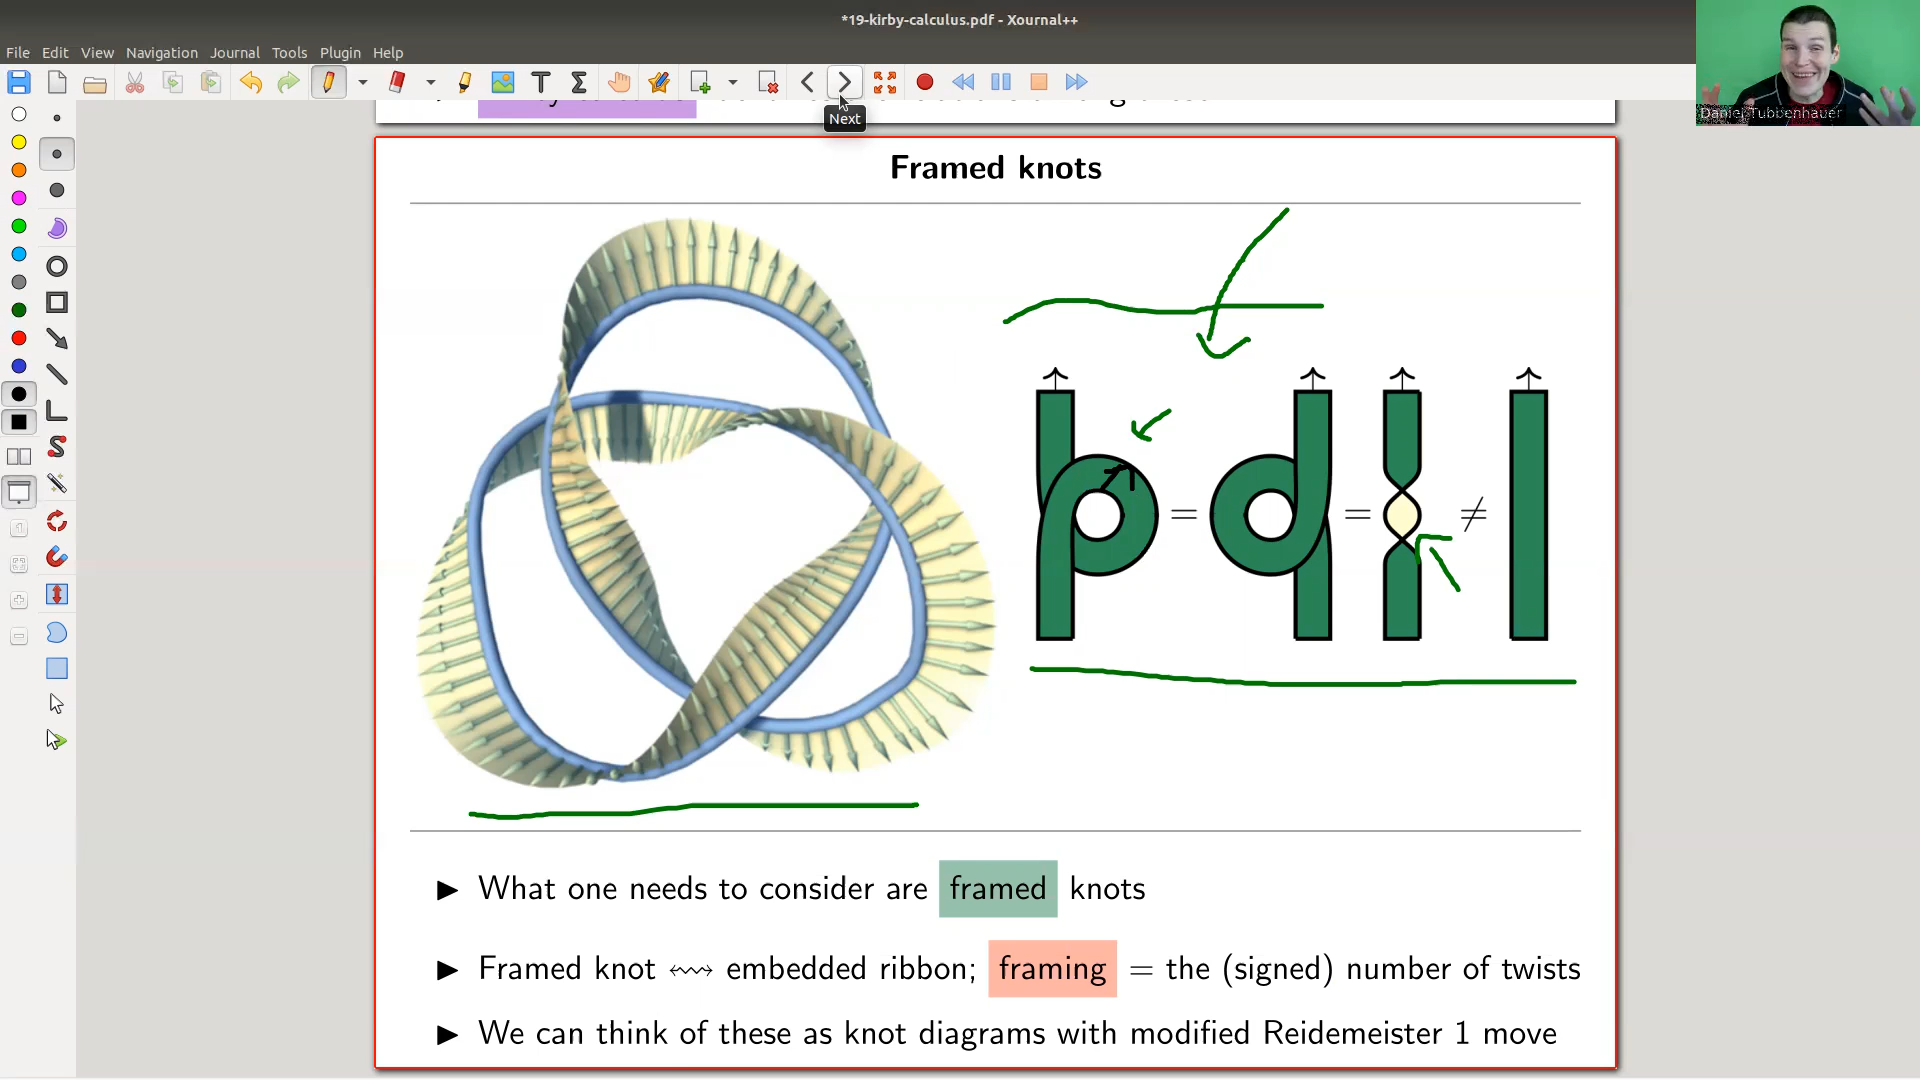 *19-kirby-calculus.pdf - Xournal++
File Edit View Navigation Journal Tools Plugin Help
Daniel Tubbenhauer
Next
Framed knots
= = ≠
▶ What one needs to consider are framed knots
▶ Framed knot ↭ embedded ribbon; framing = the (signed) number of twists
▶ We can think of these as knot diagrams with modified Reidemeister 1 move